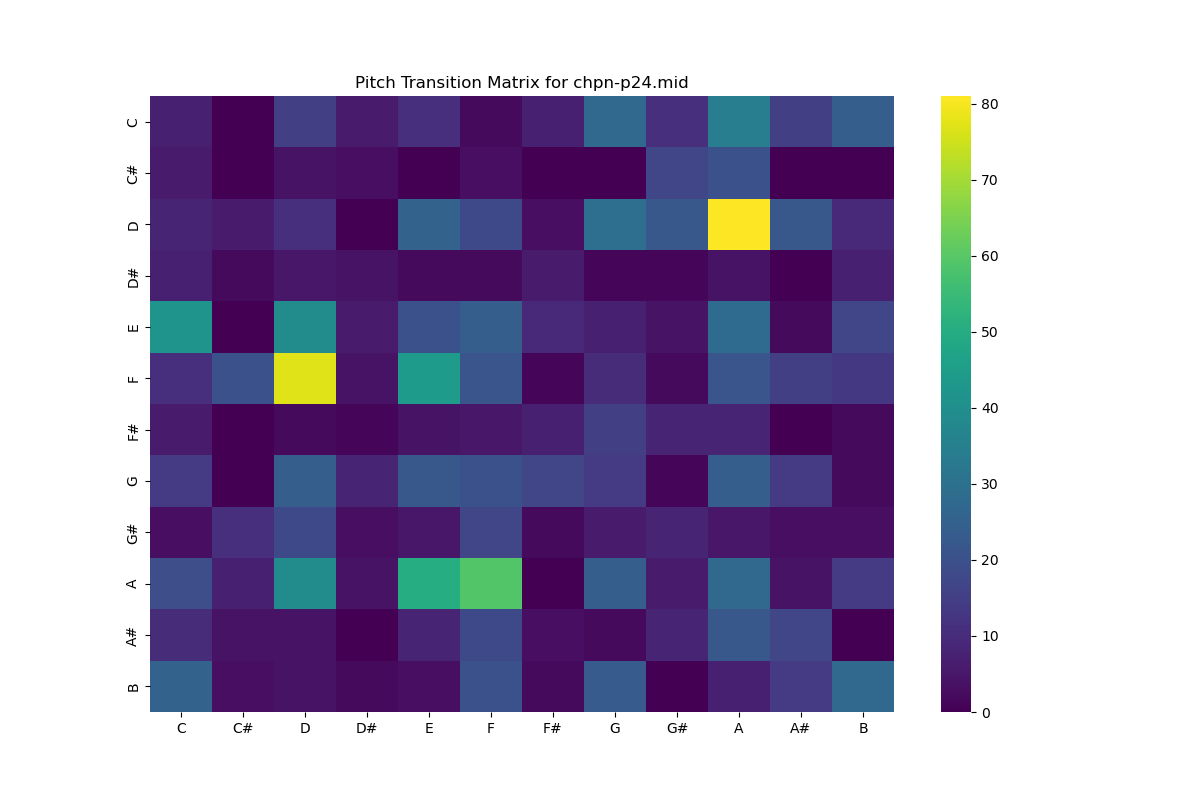 Pitch Transition Matrix for chpn-p24.mid
C
C#
D
D#
E
F
F#
G
G#
A
A#
B
C C# D D# E F F# G G# A A# B
80
70
60
50
40
30
20
10
0